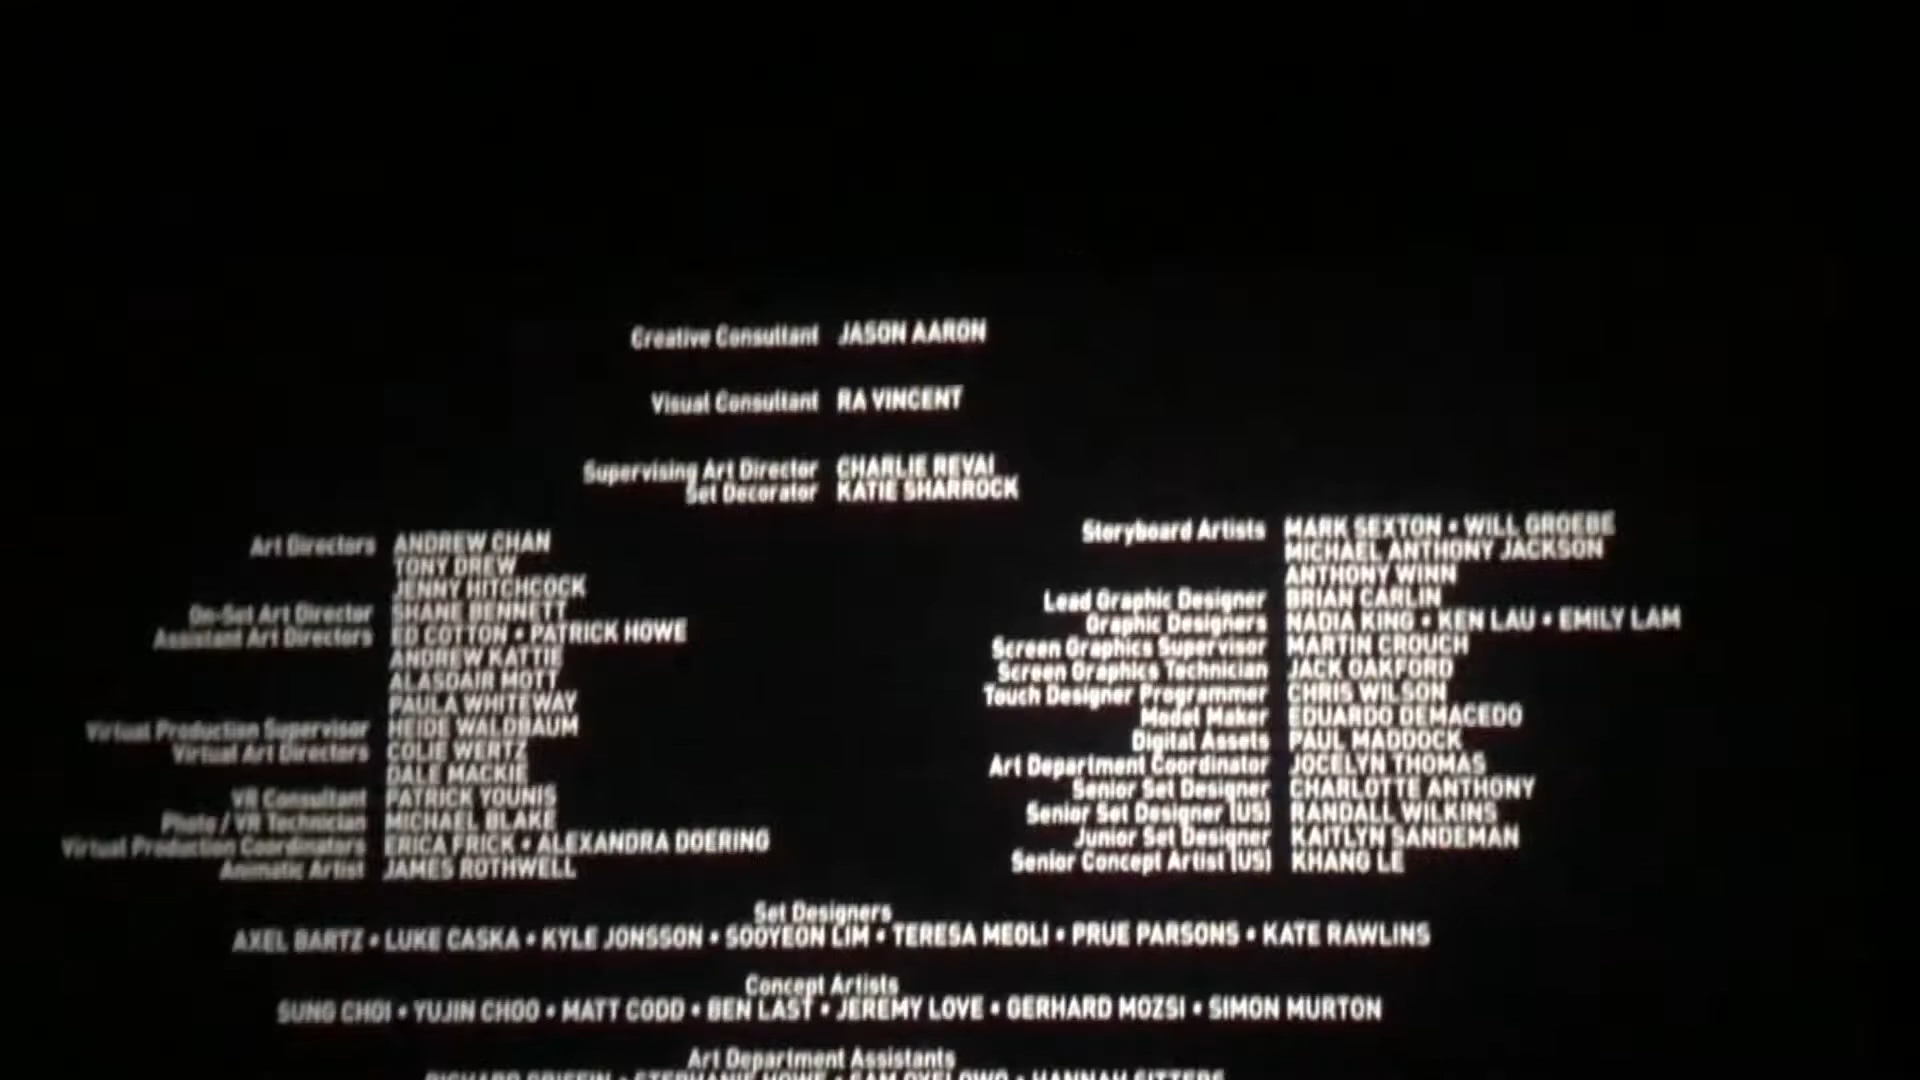 Creative Consultant JASON AARON
Visual Consultant RA VINCENT
Supervising Art Director CHARLIE REVAI
Set Decorator KATIE SHARROCK
Art Directors ANDREW CHAN
TONY DREW
JENNY HITCHCOCK
On-Set Art Director SHANE BENNETT
Assistant Art Directors ED COTTON • PATRICK HOWE
ANDREW KATTIE
ALASDAIR MOTT
PAULA WHITEWAY
Virtual Production Supervisor HEIDE WALDBAUM
Virtual Art Directors COLIE WERTZ
DALE MACKIE
VR Consultant PATRICK YOUNIS
Photo / VR Technician MICHAEL BLAKE
Virtual Production Coordinators ERICA FRICK • ALEXANDRA DOERING
Animatic Artist JAMES ROTHWELL
Storyboard Artists MARK SEXTON • WILL GROEBE
MICHAEL ANTHONY JACKSON
ANTHONY WINN
Lead Graphic Designer BRIAN CARLIN
Graphic Designers NADIA KING • KEN LAU • EMILY LAM
Screen Graphics Supervisor MARTIN CROUCH
Screen Graphics Technician JACK OAKFORD
Touch Designer Programmer CHRIS WILSON
Model Maker EDUARDO DEMACEDO
Digital Assets PAUL MADDOCK
Art Department Coordinator JOCELYN THOMAS
Senior Set Designer CHARLOTTE ANTHONY
Senior Set Designer (US) RANDALL WILKINS
Junior Set Designer KAITLYN SANDEMAN
Senior Concept Artist (US) KHANG LE
Set Designers
AXEL BARTZ • LUKE CASKA • KYLE JONSSON • SOOYEON LIM • TERESA MEOLI • PRUE PARSONS • KATE RAWLINS
Concept Artists
SUNG CHOI • YUJIN CHOO • MATT CODD • BEN LAST • JEREMY LOVE • GERHARD MOZSI • SIMON MURTON
Art Department Assistants